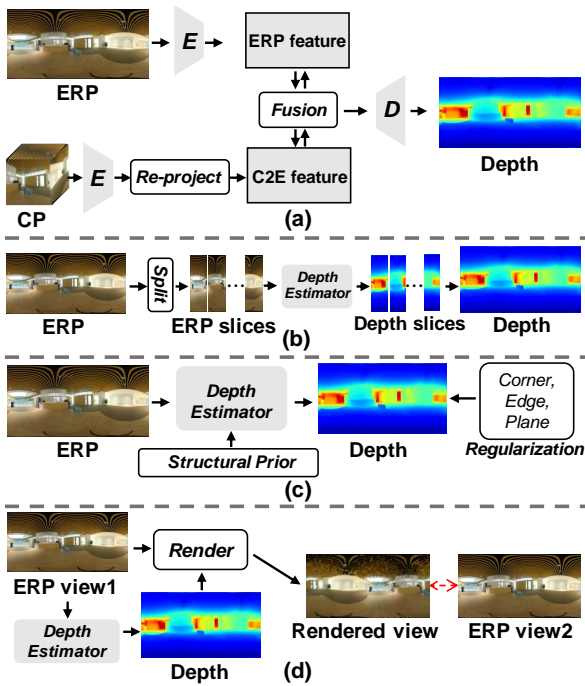 ERP
E
ERP feature
Fusion
D
Depth
CP
E
Re-project
C2E feature
(a)
ERP
Split
ERP slices
Depth
Estimator
Depth slices
Depth
(b)
ERP
Depth
Estimator
Structural Prior
Depth
Corner,
Edge,
Plane
Regularization
(c)
ERP view1
Render
Depth
Estimator
Depth
Rendered view
ERP view2
(d)